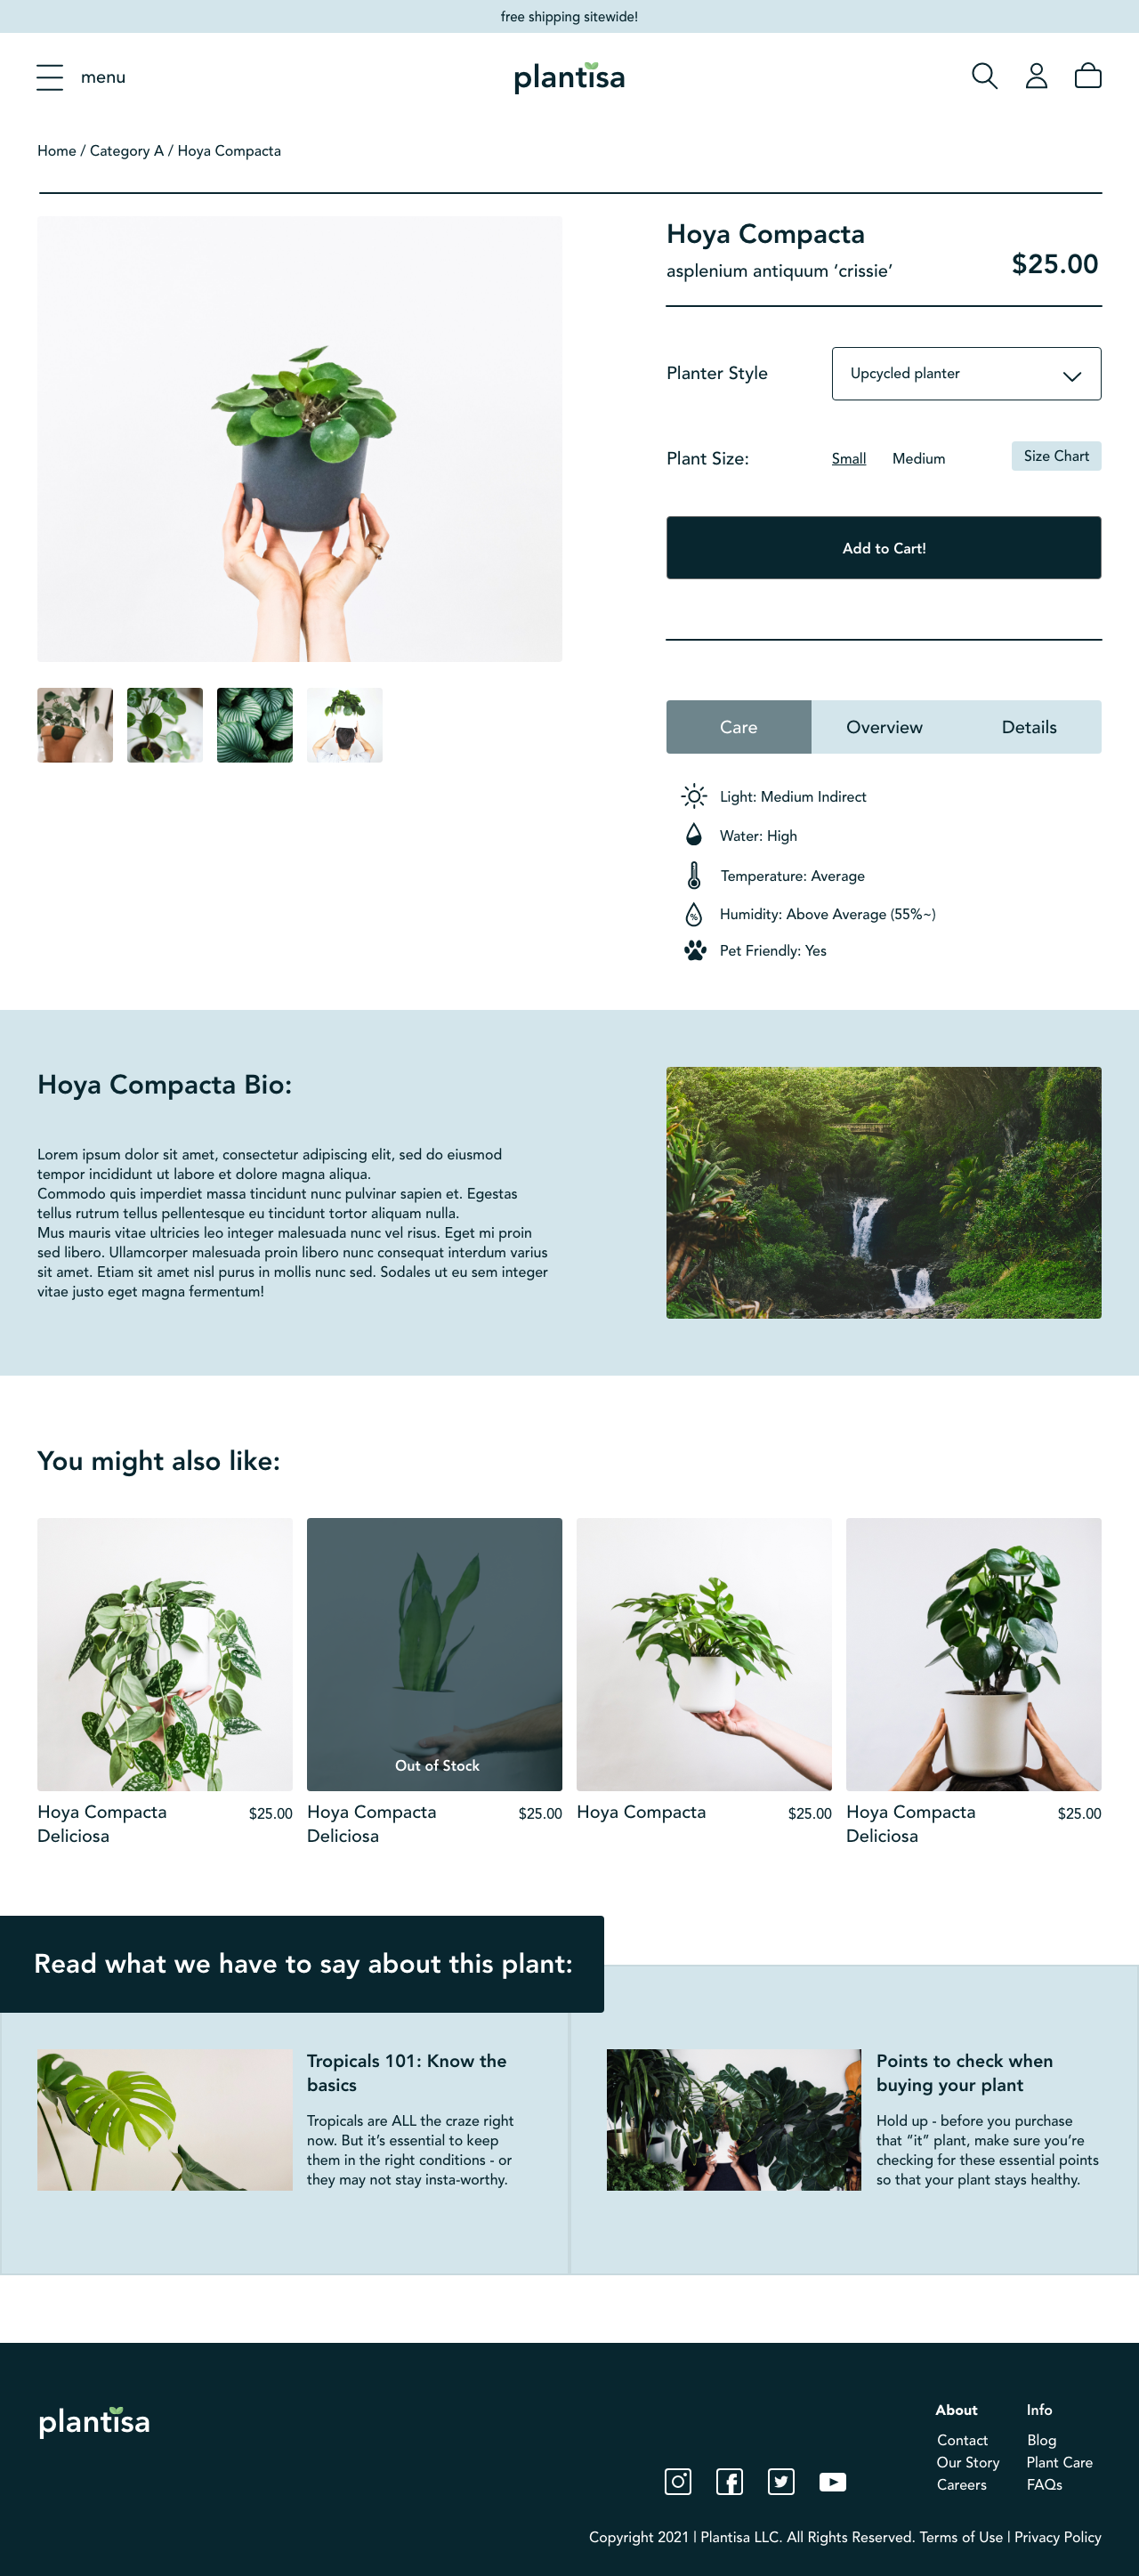 free shipping sitewide!
menu
plantisa
Home / Category A / Hoya Compacta
Hoya Compacta
asplenium antiquum ‘crissie’
$25.00
Planter Style
Upcycled planter
Plant Size:
Small
Medium
Size Chart
Add to Cart!
Care
Overview
Details
Light: Medium Indirect
Water: High
Temperature: Average
%
Humidity: Above Average (55%~)
Pet Friendly: Yes
Hoya Compacta Bio:
Lorem ipsum dolor sit amet, consectetur adipiscing elit, sed do eiusmod
tempor incididunt ut labore et dolore magna aliqua.
Commodo quis imperdiet massa tincidunt nunc pulvinar sapien et. Egestas
tellus rutrum tellus pellentesque eu tincidunt tortor aliquam nulla.
Mus mauris vitae ultricies leo integer malesuada nunc vel risus. Eget mi proin
sed libero. Ullamcorper malesuada proin libero nunc consequat interdum varius
sit amet. Etiam sit amet nisl purus in mollis nunc sed. Sodales ut eu sem integer
vitae justo eget magna fermentum!
You might also like:
Out of Stock
Hoya Compacta
Deliciosa
$25.00
Hoya Compacta
Deliciosa
$25.00
Hoya Compacta
$25.00
Hoya Compacta
Deliciosa
$25.00
Read what we have to say about this plant:
Tropicals 101: Know the
basics
Tropicals are ALL the craze right
now. But it’s essential to keep
them in the right conditions - or
they may not stay insta-worthy.
Points to check when
buying your plant
Hold up - before you purchase
that “it” plant, make sure you’re
checking for these essential points
so that your plant stays healthy.
plantisa
About
Contact
Our Story
Careers
Info
Blog
Plant Care
FAQs
Copyright 2021 | Plantisa LLC. All Rights Reserved. Terms of Use | Privacy Policy